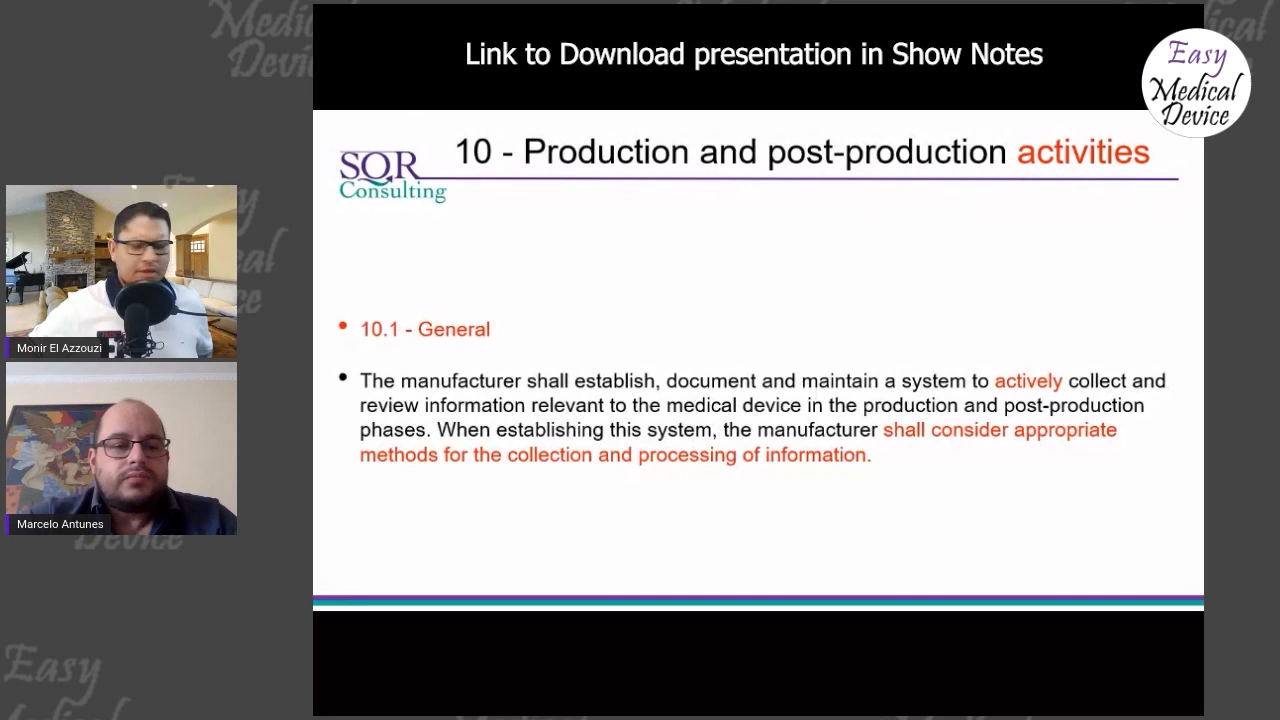 Link to Download presentation in Show Notes
Easy
Medical
Device
SQR
Consulting
10 - Production and post-production activities
• 10.1 - General
• The manufacturer shall establish, document and maintain a system to actively collect and
review information relevant to the medical device in the production and post-production
phases. When establishing this system, the manufacturer shall consider appropriate
methods for the collection and processing of information.
Monir El Azzouzi
Marcelo Antunes
Easy
Medical
Device